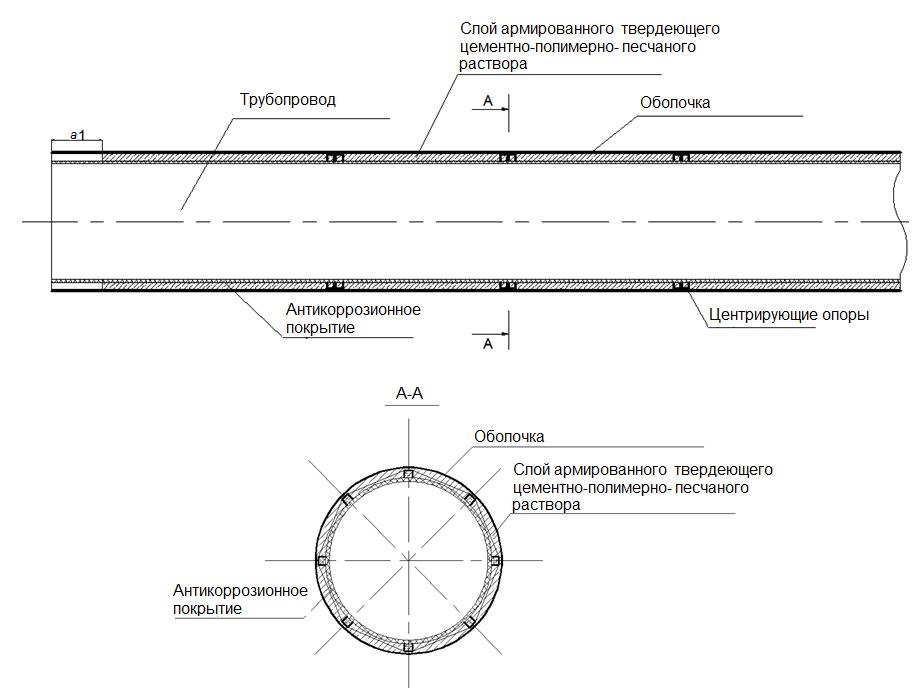 Слой армированного твердеющего
цементно-полимерно- песчаного
раствора
Трубопровод
А
Оболочка
а1
Антикоррозионное
покрытие
Центрирующие опоры
А
А-А
Оболочка
Слой армированного твердеющего
цементно-полимерно- песчаного
раствора
Антикоррозионное
покрытие